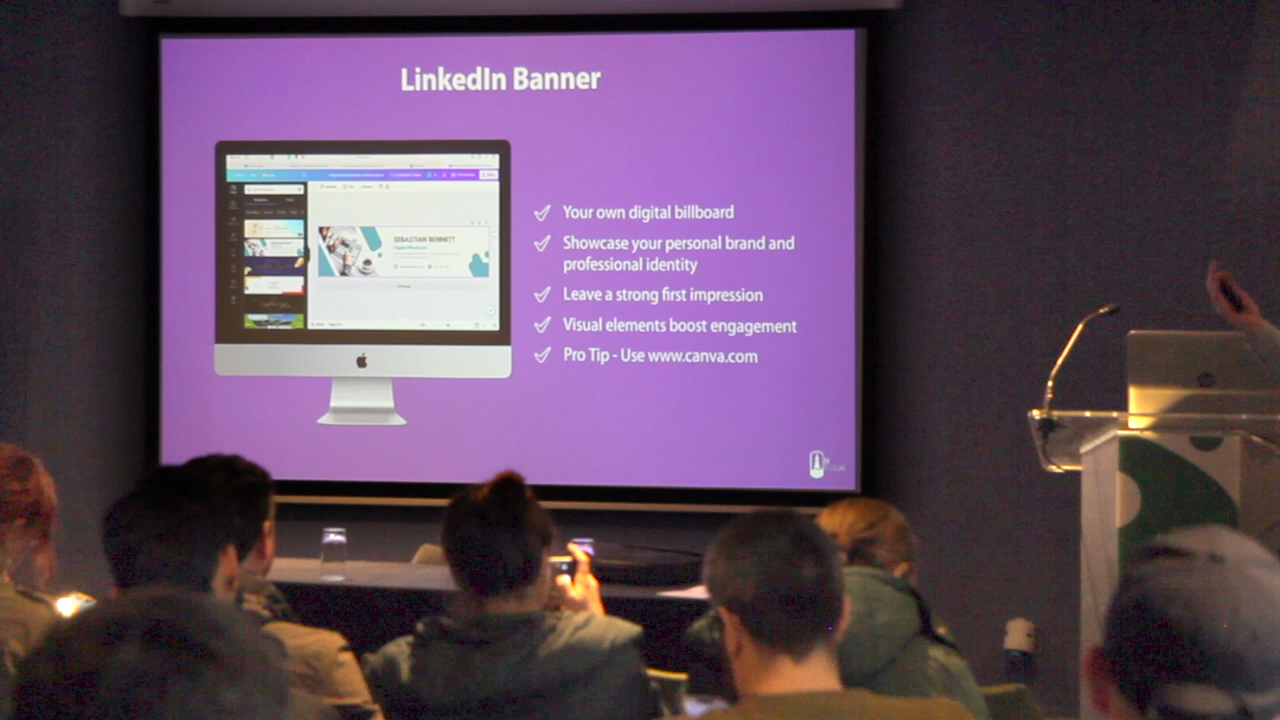 LinkedIn Banner
Your own digital billboard
Showcase your personal brand and
professional identity
Leave a strong first impression
Visual elements boost engagement
Pro Tip - Use www.canva.com
SEBASTIAN BENNETT